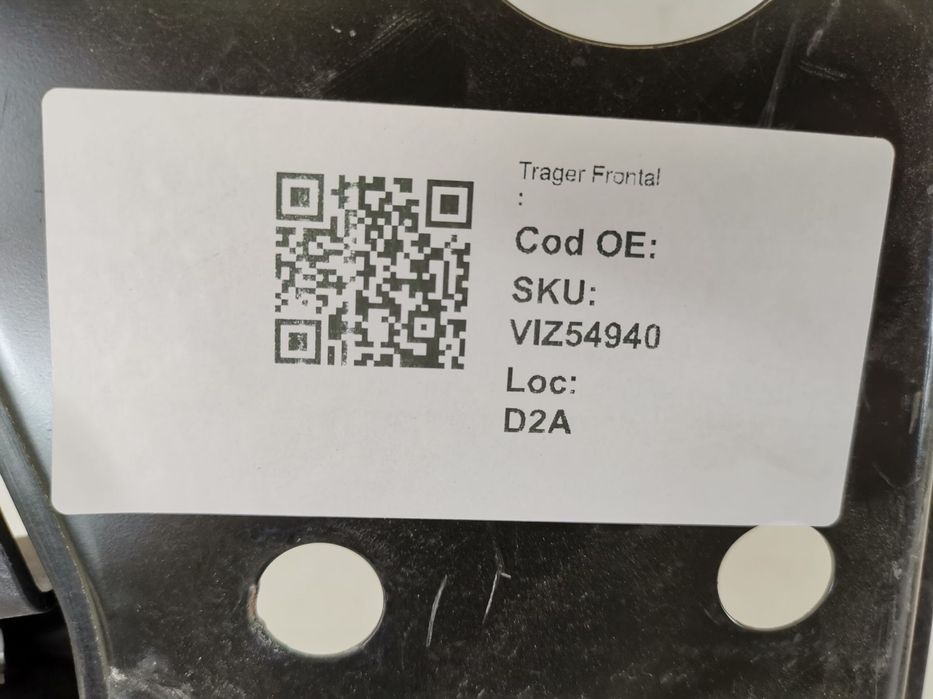 Trager Frontal
:
Cod OE:
SKU:
VIZ54940
Loc:
D2A